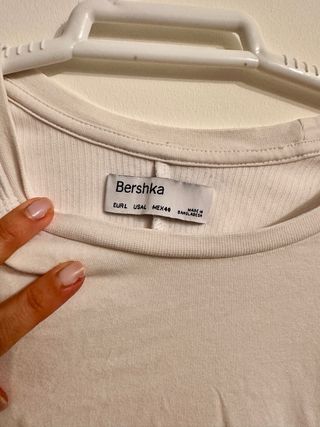 Bershka
EUR L USA L MEX 40
MADE IN
BANGLADESH